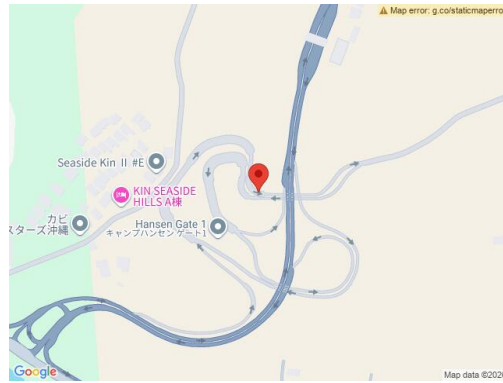 Map error: g.co/staticmaperro
Seaside Kin Ⅱ #E
KIN SEASIDE
HILLS A棟
カビ
スターズ沖縄
Hansen Gate 1
キャンプハンセン ゲート1
Google
Map data ©2026